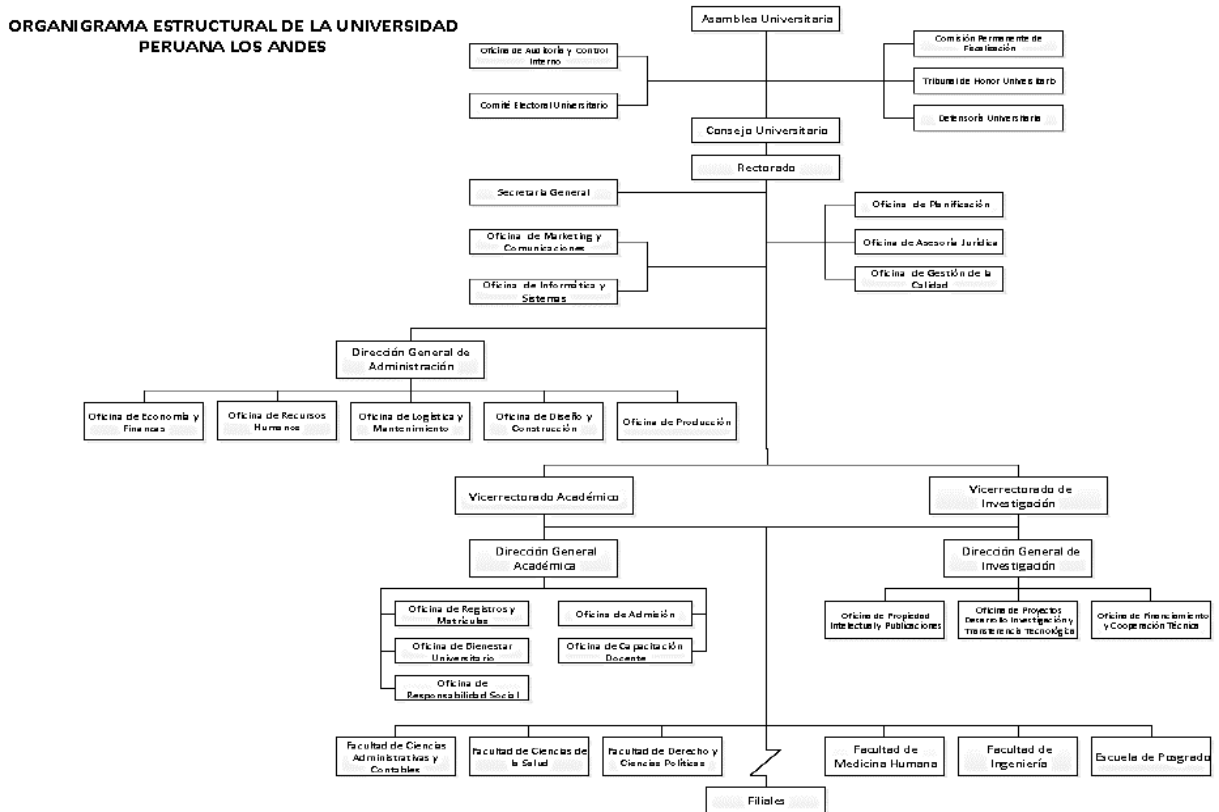 ORGANIGRAMA ESTRUCTURAL DE LA UNIVERSIDAD
PERUANA LOS ANDES
Asamblea Universitaria
Oficina de Auditoría y Control
Interno
Comisión Permanente de
Fiscalización
Tribunal de Honor Universitario
Comité Electoral Universitario
Defensoría Universitaria
Consejo Universitario
Rectorado
Secretaría General
Oficina de Planificación
Oficina de Marketing y
Comunicaciones
Oficina de Asesoría Jurídica
Oficina de Informática y
Sistemas
Oficina de Gestión de la
Calidad
Dirección General de
Administración
Oficina de Economía y
Finanzas
Oficina de Recursos
Humanos
Oficina de Logística y
Mantenimiento
Oficina de Diseño y
Construcción
Oficina de Producción
Vicerrectorado Académico
Vicerrectorado de
Investigación
Dirección General
Académica
Dirección General de
Investigación
Oficina de Registros y
Matrículas
Oficina de Admisión
Oficina de Propiedad
Intelectual y Publicaciones
Oficina de Proyectos
Desarrollo Investigación y
Transferencia Tecnológica
Oficina de Financiamiento
y Cooperación Técnica
Oficina de Bienestar
Universitario
Oficina de Capacitación
Docente
Oficina de
Responsabilidad Social
Facultad de Ciencias
Administrativas y
Contables
Facultad de Ciencias de
la Salud
Facultad de Derecho y
Ciencias Políticas
Facultad de
Medicina Humana
Facultad de
Ingeniería
Escuela de Posgrado
Filiales